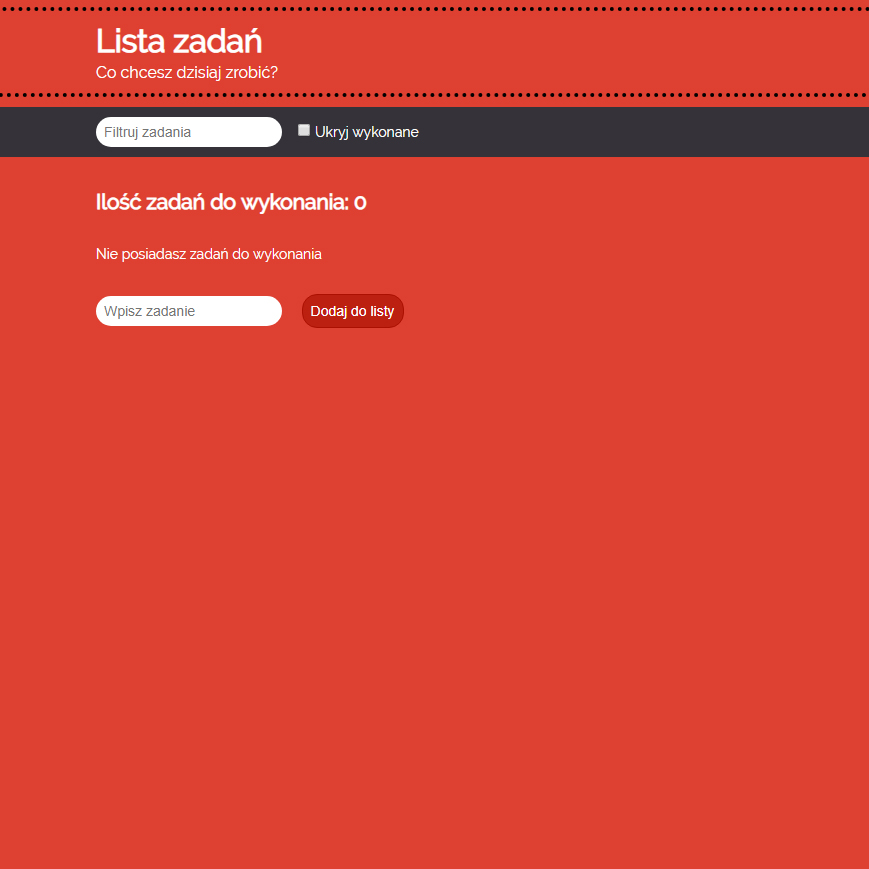 Lista zadań
Co chcesz dzisiaj zrobić?
Filtruj zadania Ukryj wykonane
Ilość zadań do wykonania: 0
Nie posiadasz zadań do wykonania
Wpisz zadanie Dodaj do listy